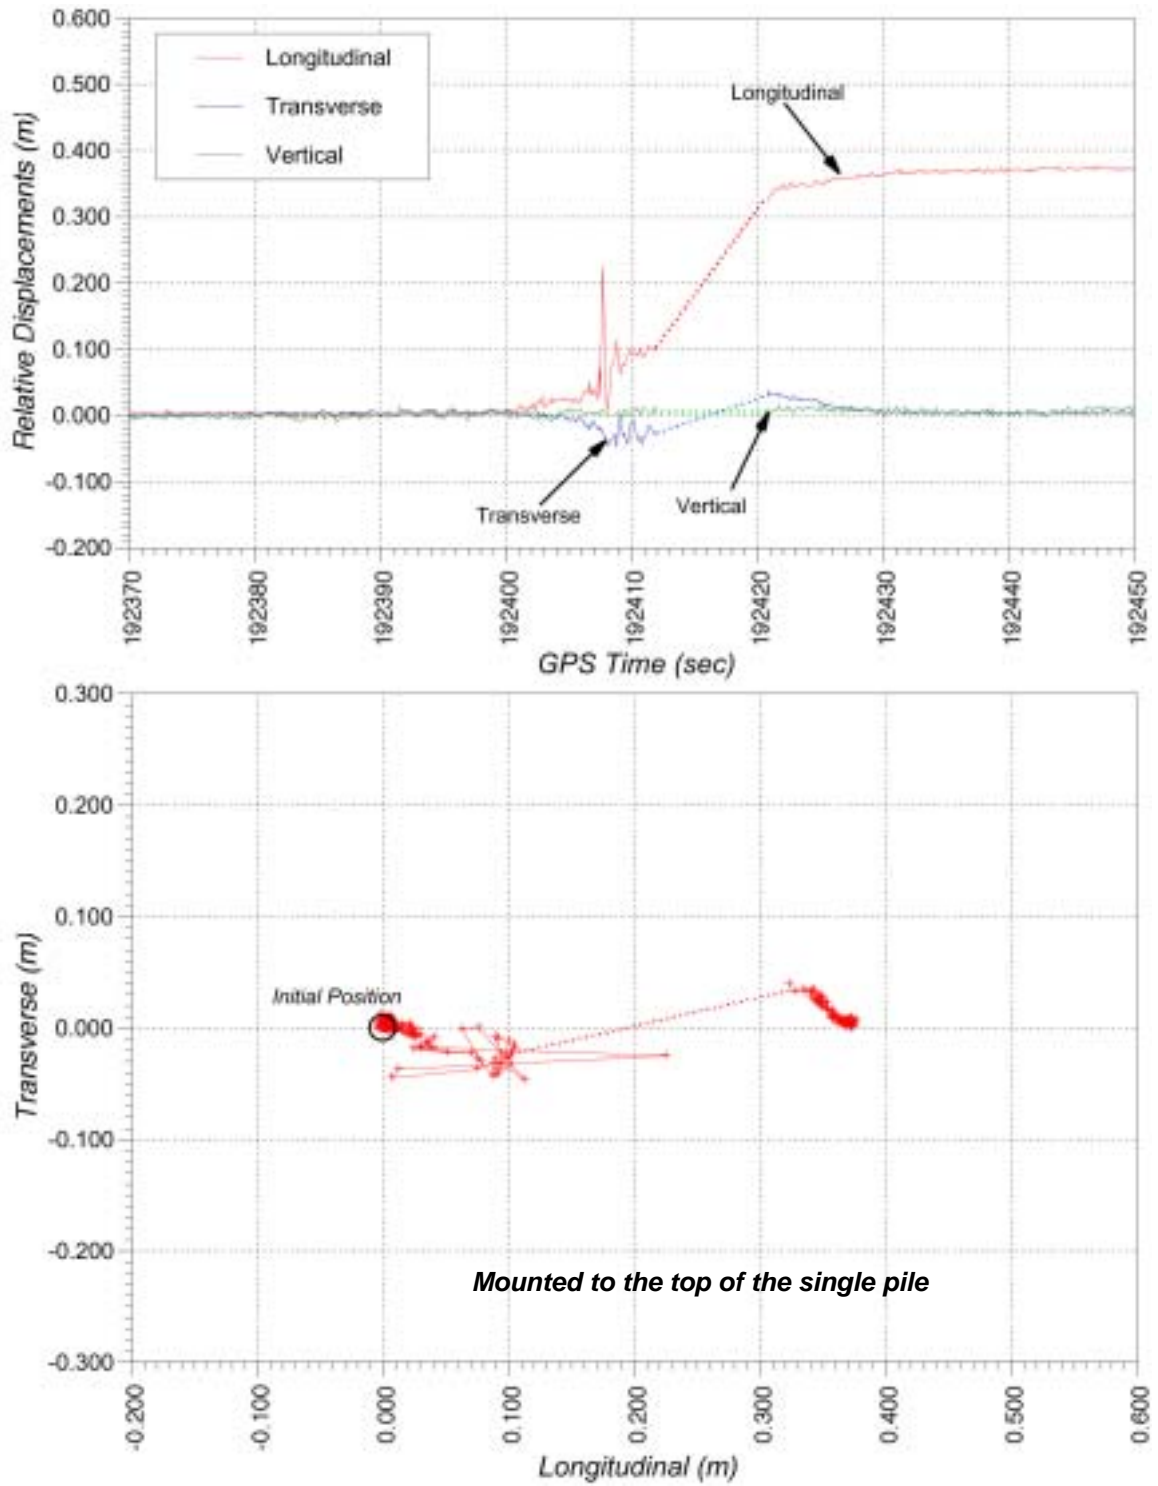 0.600
0.500
0.400
0.300
0.200
0.100
0.000
-0.100
-0.200
Relative Displacements (m)
Longitudinal
Transverse
Vertical
Longitudinal
Transverse
Vertical
192370
192380
192390
192400
192410
192420
192430
192440
192450
GPS Time (sec)
0.300
0.200
0.100
0.000
-0.100
-0.200
-0.300
Transverse (m)
Initial Position
Mounted to the top of the single pile
-0.200
-0.100
0.000
0.100
0.200
0.300
0.400
0.500
0.600
Longitudinal (m)